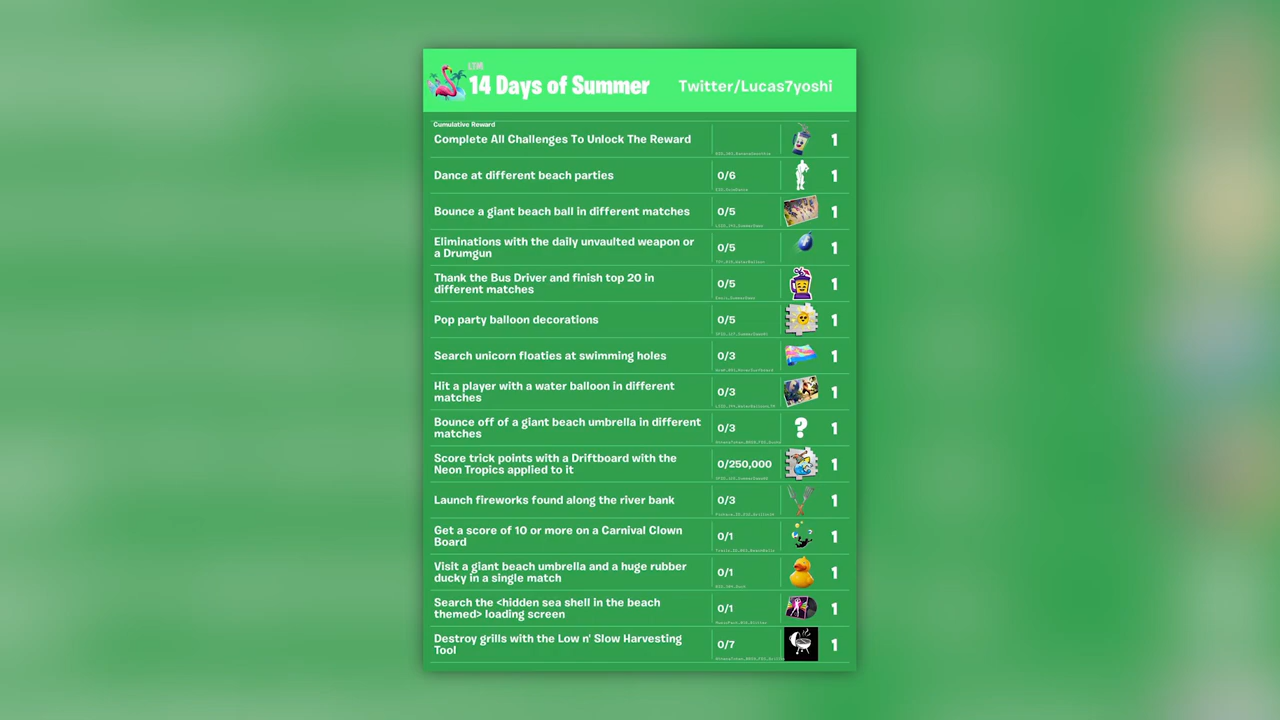 LTM
14 Days of Summer
Twitter/Lucas7yoshi
Cumulative Reward
Complete All Challenges To Unlock The Reward
1
Dance at different beach parties
0/6
1
Bounce a giant beach ball in different matches
0/5
1
Eliminations with the daily unvaulted weapon or
a Drumgun
0/5
1
Thank the Bus Driver and finish top 20 in
different matches
0/5
1
Pop party balloon decorations
0/5
1
Search unicorn floaties at swimming holes
0/3
1
Hit a player with a water balloon in different
matches
0/3
1
Bounce off of a giant beach umbrella in different
matches
0/3
?
1
Score trick points with a Driftboard with the
Neon Tropics applied to it
0/250,000
1
Launch fireworks found along the river bank
0/3
1
Get a score of 10 or more on a Carnival Clown
Board
0/1
1
Visit a giant beach umbrella and a huge rubber
ducky in a single match
0/1
1
Search the <hidden sea shell in the beach
themed> loading screen
0/1
1
Destroy grills with the Low n' Slow Harvesting
Tool
0/7
1